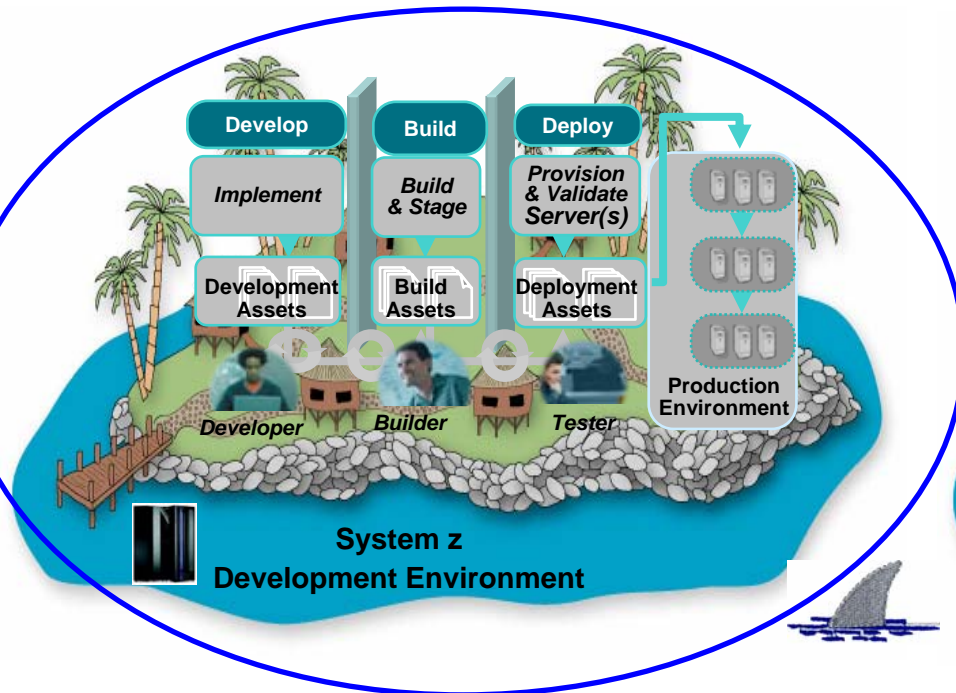 Develop
Build
Deploy
Implement
Build
& Stage
Provision
& Validate
Server(s)
Development
Assets
Build
Assets
Deployment
Assets
Production
Environment
Developer
Builder
Tester
System z
Development Environment